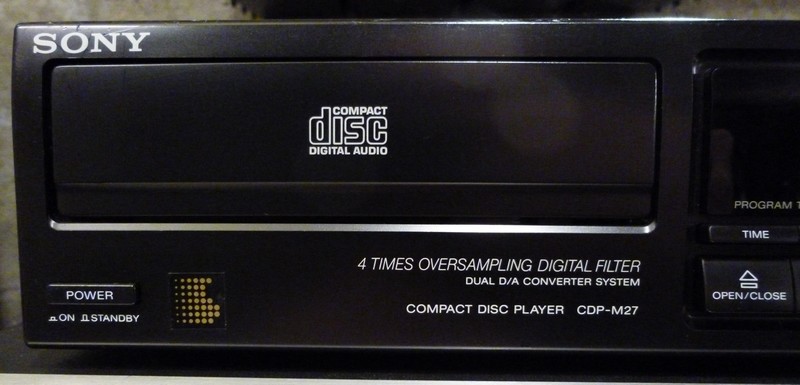 SONY
COMPACT
disc
DIGITAL AUDIO
PROGRAM
TIME
4 TIMES OVERSAMPLING DIGITAL FILTER
DUAL D/A CONVERTER SYSTEM
OPEN/CLOSE
POWER
ON STANDBY
COMPACT DISC PLAYER CDP-M27